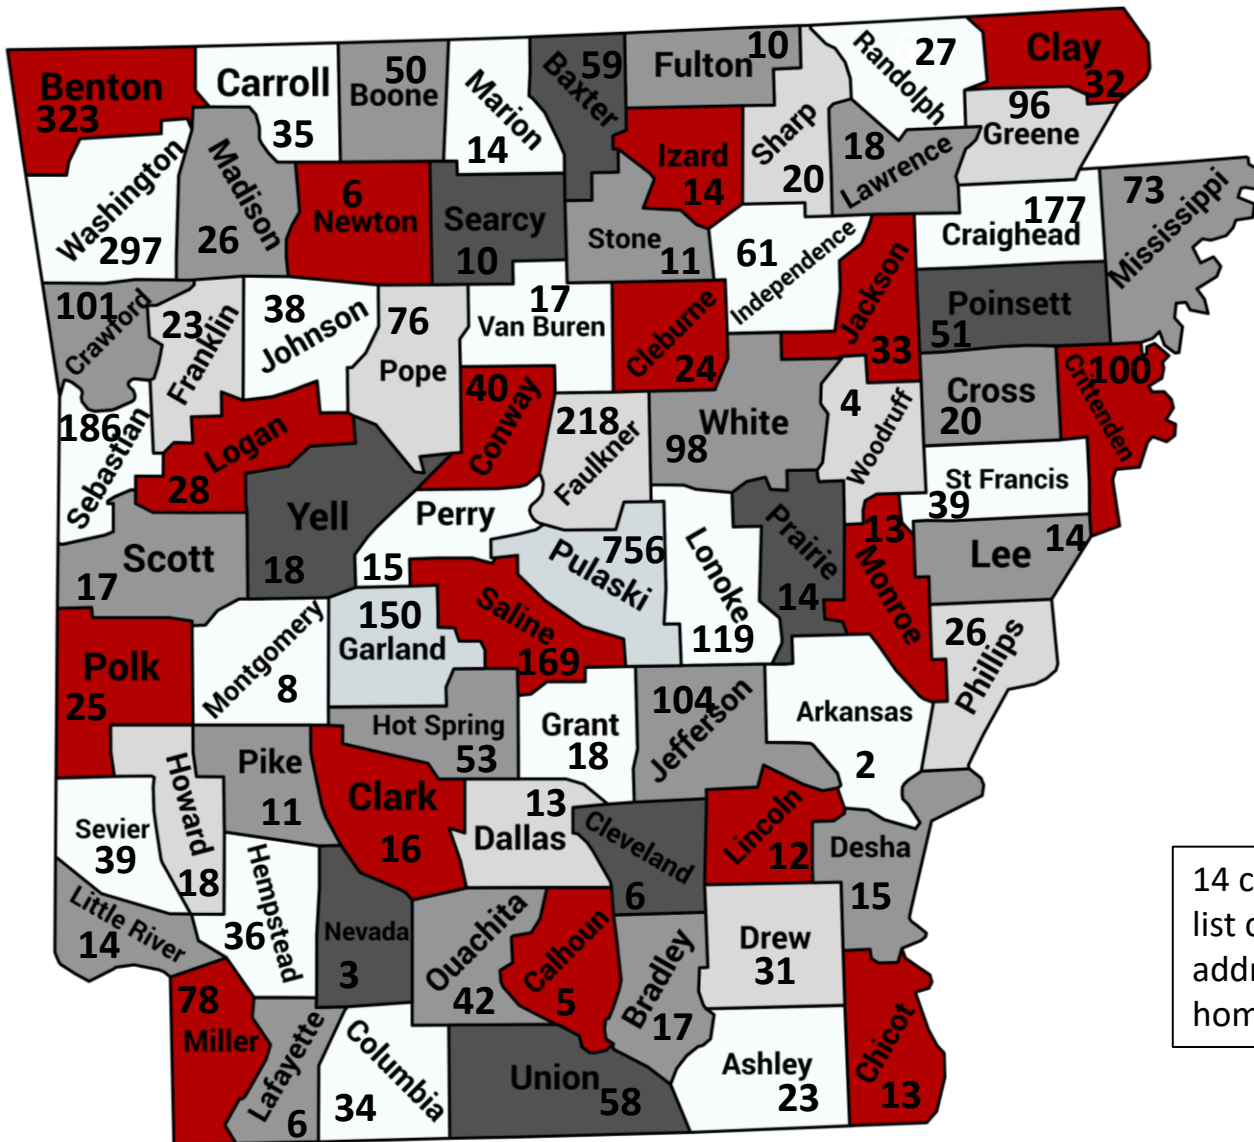 Benton
323
Carroll
35
50
Boone
Marion
14
Baxter
59
Fulton
10
Sharp
20
Randolph
27
Clay
32
96
Greene
Washington
297
Madison
26
6
Newton
Searcy
10
Stone
11
Izard
14
18
Lawrence
61
Independence
Jackson
33
177
Craighead
73
Mississippi
Poinsett
51
101
Crawford
23
Franklin
38
Johnson
76
Pope
17
Van Buren
Cleburne
24
White
98
4
Woodruff
Cross
20
100
Crittenden
186
Sebastian
Logan
28
40
Conway
218
Faulkner
St Francis
39
Scott
17
Yell
18
Perry
15
756
Pulaski
Lonoke
119
Prairie
14
13
Monroe
Lee
14
Polk
25
Montgomery
8
150
Garland
Saline
169
26
Phillips
Hot Spring
53
Grant
18
104
Jefferson
Arkansas
2
Howard
18
Pike
11
Clark
16
13
Dallas
Cleveland
6
Lincoln
12
Desha
15
Sevier
39
Little River
14
Hempstead
36
Nevada
3
Ouachita
42
Calhoun
5
Bradley
17
Drew
31
78
Miller
Lafayette
6
Columbia
34
Union
58
Ashley
23
Chicot
13
14 c
list
addr
hom